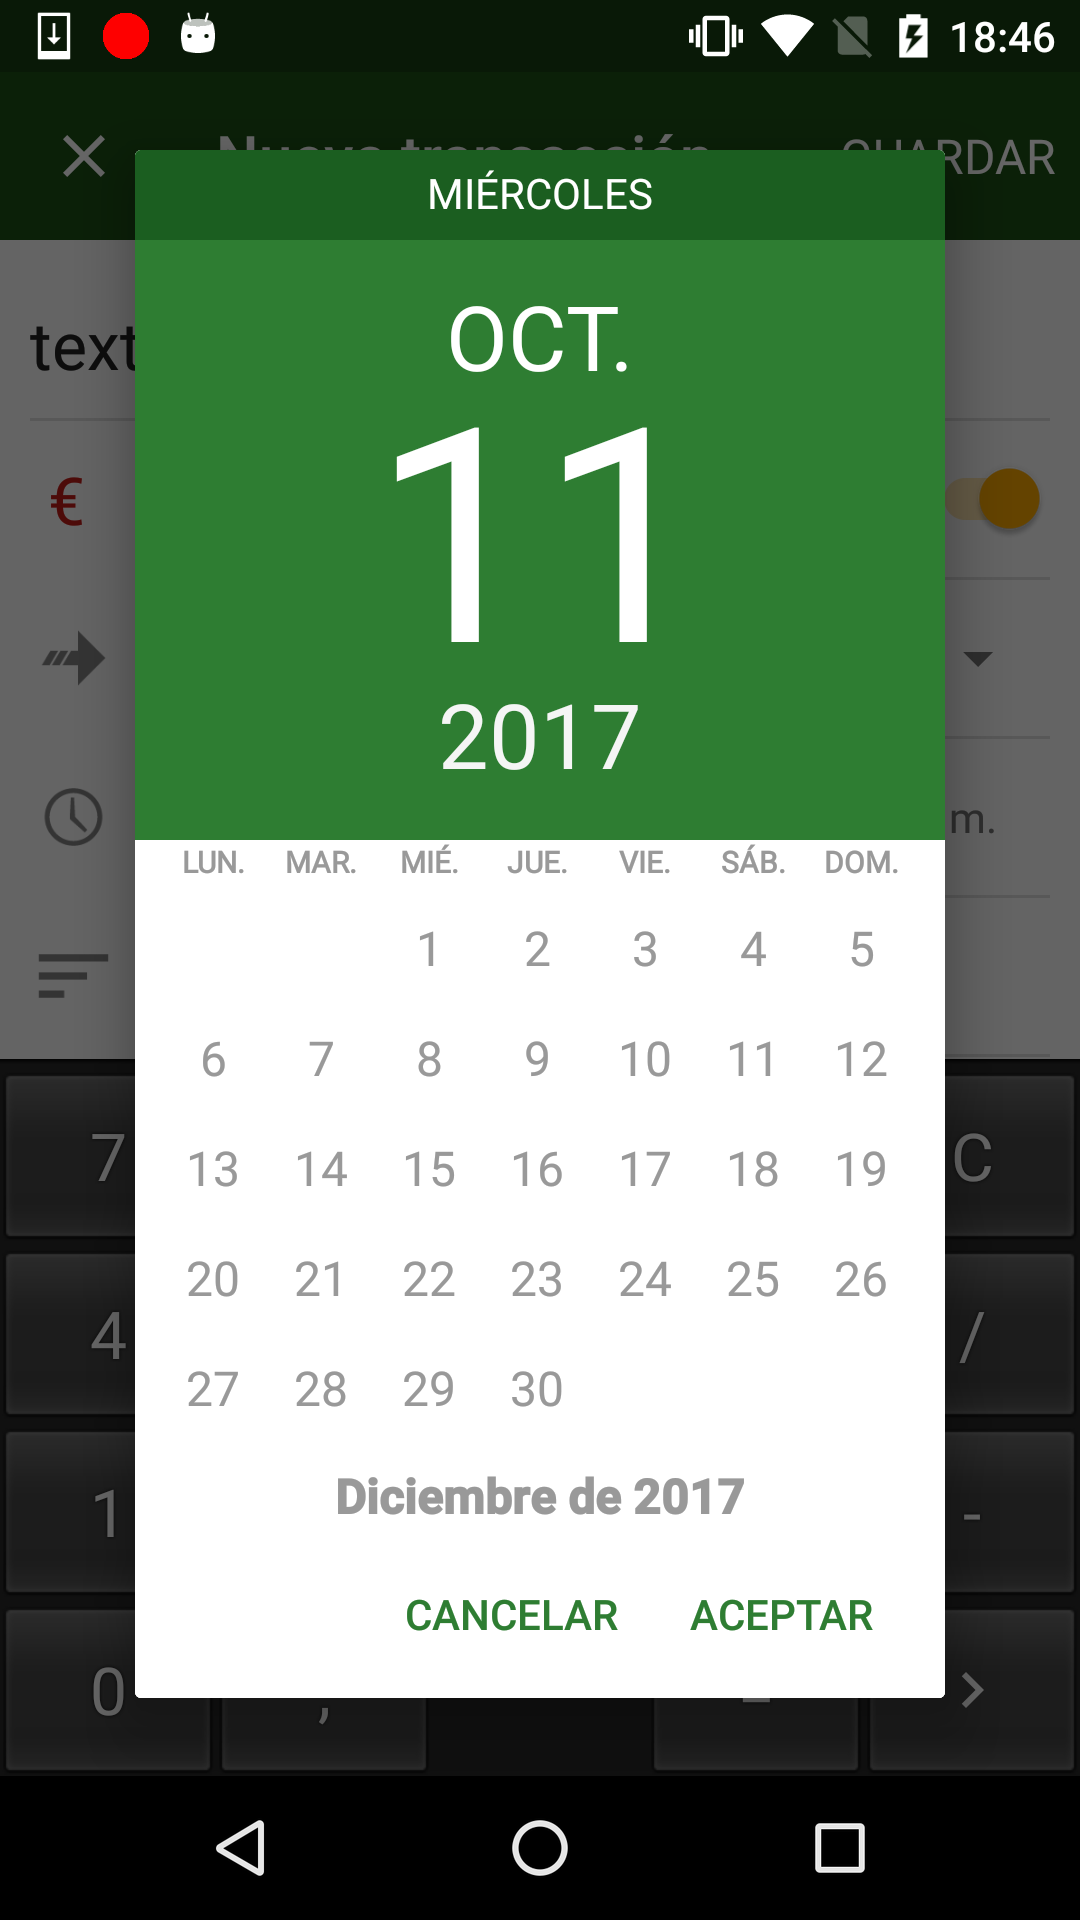 18:46
Nueva transacción GUARDAR
MIÉRCOLES
OCT.
11
2017
text
€
m.
LUN. MAR. MIÉ. JUE. VIE. SÁB. DOM.
1 2 3 4 5
6 7 8 9 10 11 12
13 14 15 16 17 18 19
20 21 22 23 24 25 26
27 28 29 30
Diciembre de 2017
CANCELAR ACEPTAR
7 C
4 /
1 -
0 , =